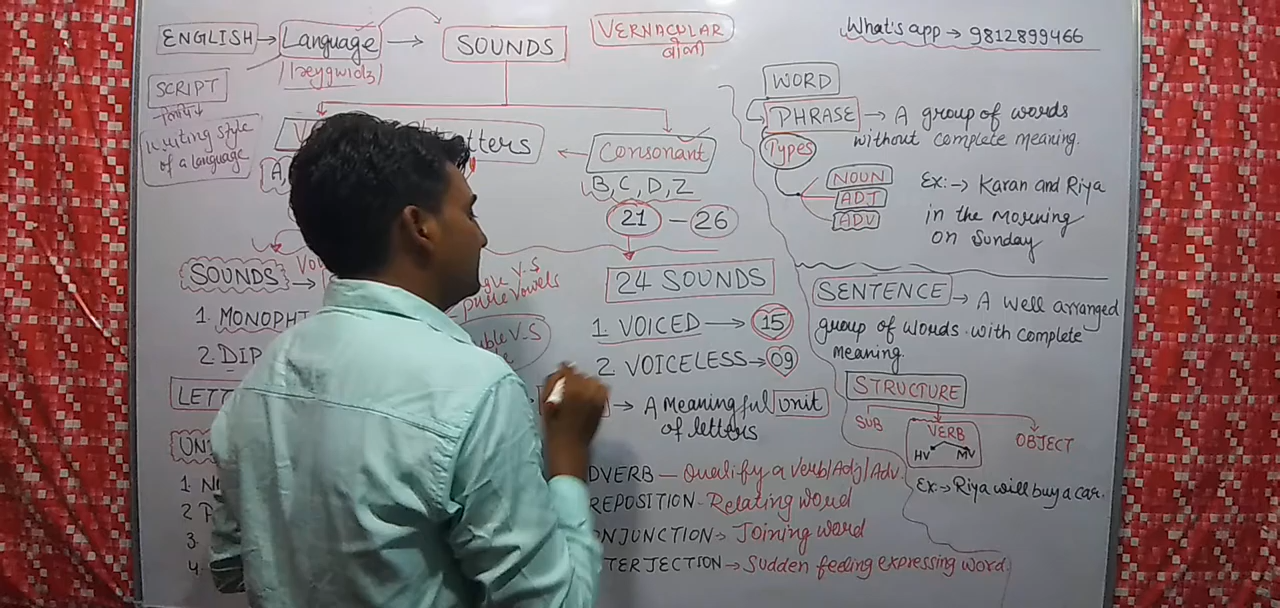 ENGLISH → Language → SOUNDS
VERNACULAR
बोली
What's app → 9812899466
SCRIPT
लिपि
Writing style
of a language
Consonant
B, C, D, Z
21 – 26
WORD
PHRASE → A group of words
without complete meaning.
Types
NOUN
ADJ
ADV
Ex:→ Karan and Riya
in the morning
on Sunday
SOUNDS →
1. MONOPHT
2. DIP
V.S
pure vowels
V-S
24 SOUNDS
1. VOICED → 15
2. VOICELESS → 09
→ A Meaningful Unit
of letters
SENTENCE → A well arranged
group of words with complete
meaning.
STRUCTURE
SUB VERB OBJECT
HV MV
Ex:→ Riya will buy a car.
LETT
UN
1 N
2 P
3.
4.
DVERB – Qualify a Verb/Adj/Adv.
REPOSITION - Relating word
ONJUNCTION → Joining word
TERJECTION → Sudden feeling expressing word.